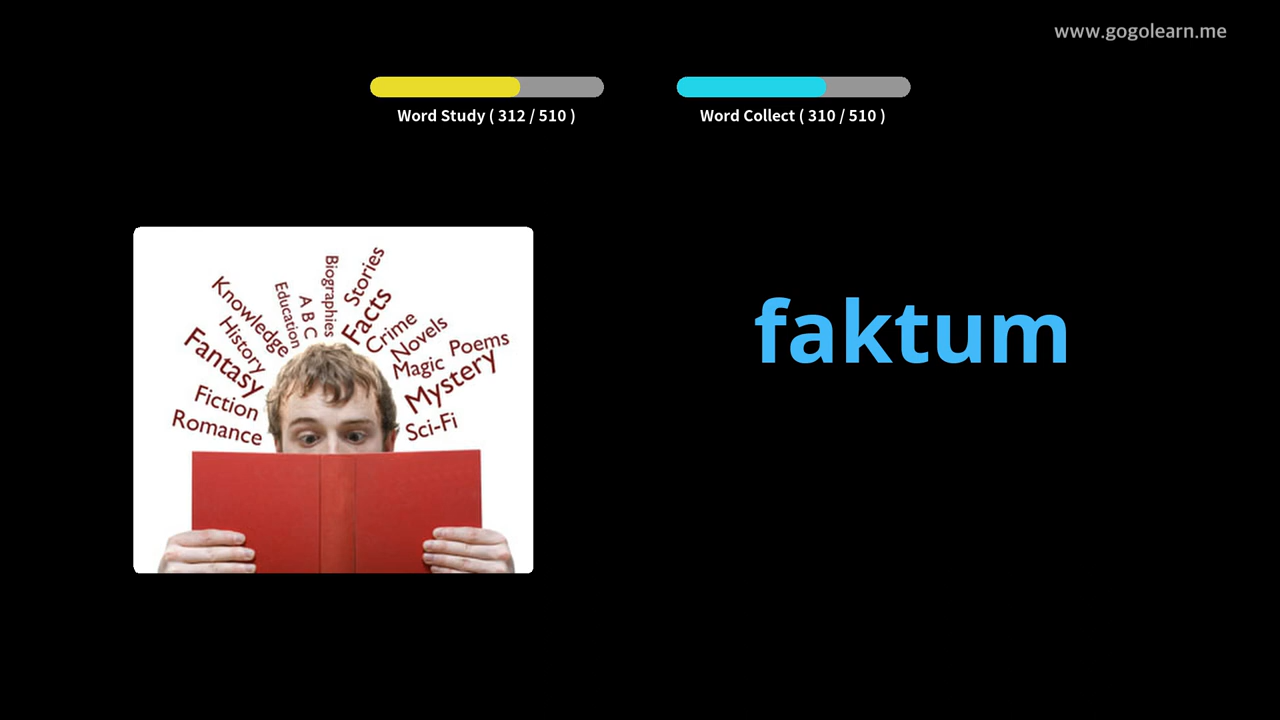 www.gogolearn.me
Word Study ( 312 / 510 )
Word Collect ( 310 / 510 )
faktum
Biographies
Stories
Education
A B C
Facts
Knowledge
History
Crime
Novels
Poems
Fantasy
Magic
Mystery
Fiction
Romance
Sci-Fi